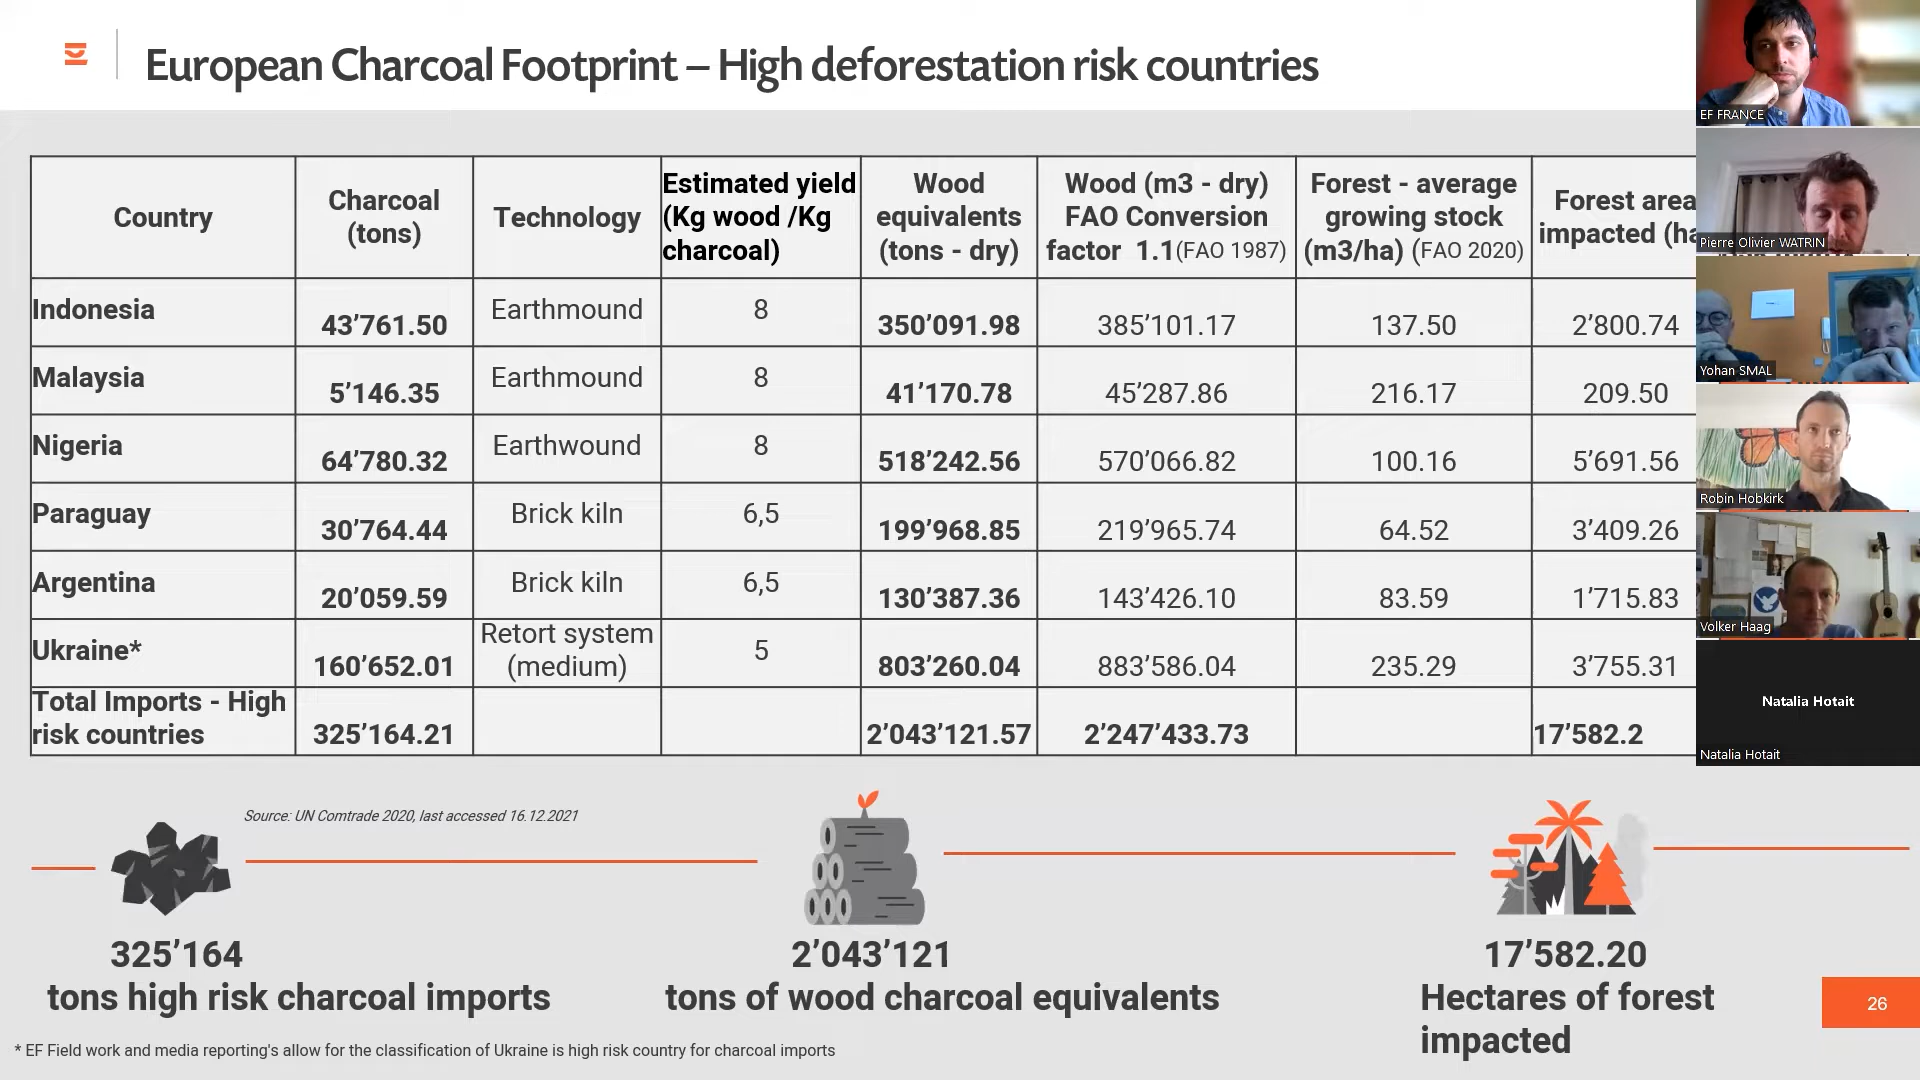 European Charcoal Footprint – High deforestation risk countries
Country
Charcoal
(tons)
Technology
Estimated yield
(Kg wood /Kg
charcoal)
Wood
equivalents
(tons - dry)
Wood (m3 - dry)
FAO Conversion
factor 1.1(FAO 1987)
Forest - average
growing stock
(m3/ha) (FAO 2020)
Forest area
impacted (ha
Indonesia 43’761.50 Earthmound 8 350’091.98 385’101.17 137.50 2’800.74
Malaysia 5’146.35 Earthmound 8 41’170.78 45’287.86 216.17 209.50
Nigeria 64’780.32 Earthwound 8 518’242.56 570’066.82 100.16 5’691.56
Paraguay 30’764.44 Brick kiln 6,5 199’968.85 219’965.74 64.52 3’409.26
Argentina 20’059.59 Brick kiln 6,5 130’387.36 143’426.10 83.59 1’715.83
Ukraine* 160’652.01 Retort system
(medium) 5 803’260.04 883’586.04 235.29 3’755.31
Total Imports - High
risk countries 325’164.21 2’043’121.57 2’247’433.73 17’582.2
Source: UN Comtrade 2020, last accessed 16.12.2021
325’164
tons high risk charcoal imports
2’043’121
tons of wood charcoal equivalents
17’582.20
Hectares of forest
impacted
26
* EF Field work and media reporting's allow for the classification of Ukraine is high risk country for charcoal imports
EF FRANCE
Pierre Olivier WATRIN
Yohan SMAL
Robin Hobkirk
Volker Haag
Natalia Hotait
Natalia Hotait